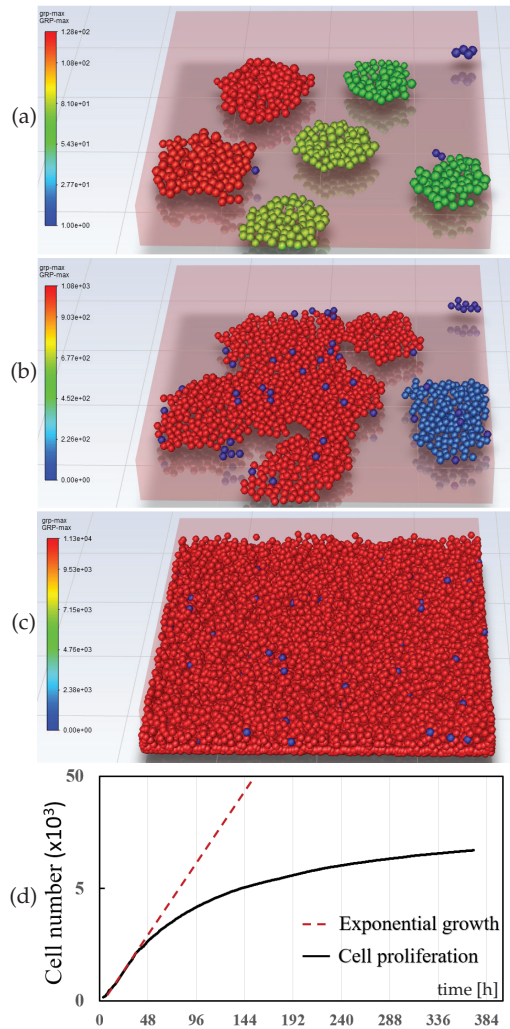 grp-max
GRP-max
1.28e+02
1.08e+02
8.10e+01
5.43e+01
2.77e+01
1.00e+00
(a)
grp-max
GRP-max
1.08e+03
9.03e+02
6.77e+02
4.52e+02
2.26e+02
0.00e+00
(b)
grp-max
GRP-max
1.13e+04
9.53e+03
7.15e+03
4.77e+03
2.38e+03
0.00e+00
(c)
Cell number (x10³)
50
5
0
(d)
Exponential growth
Cell proliferation
time [h]
0 48 96 144 192 240 288 336 384